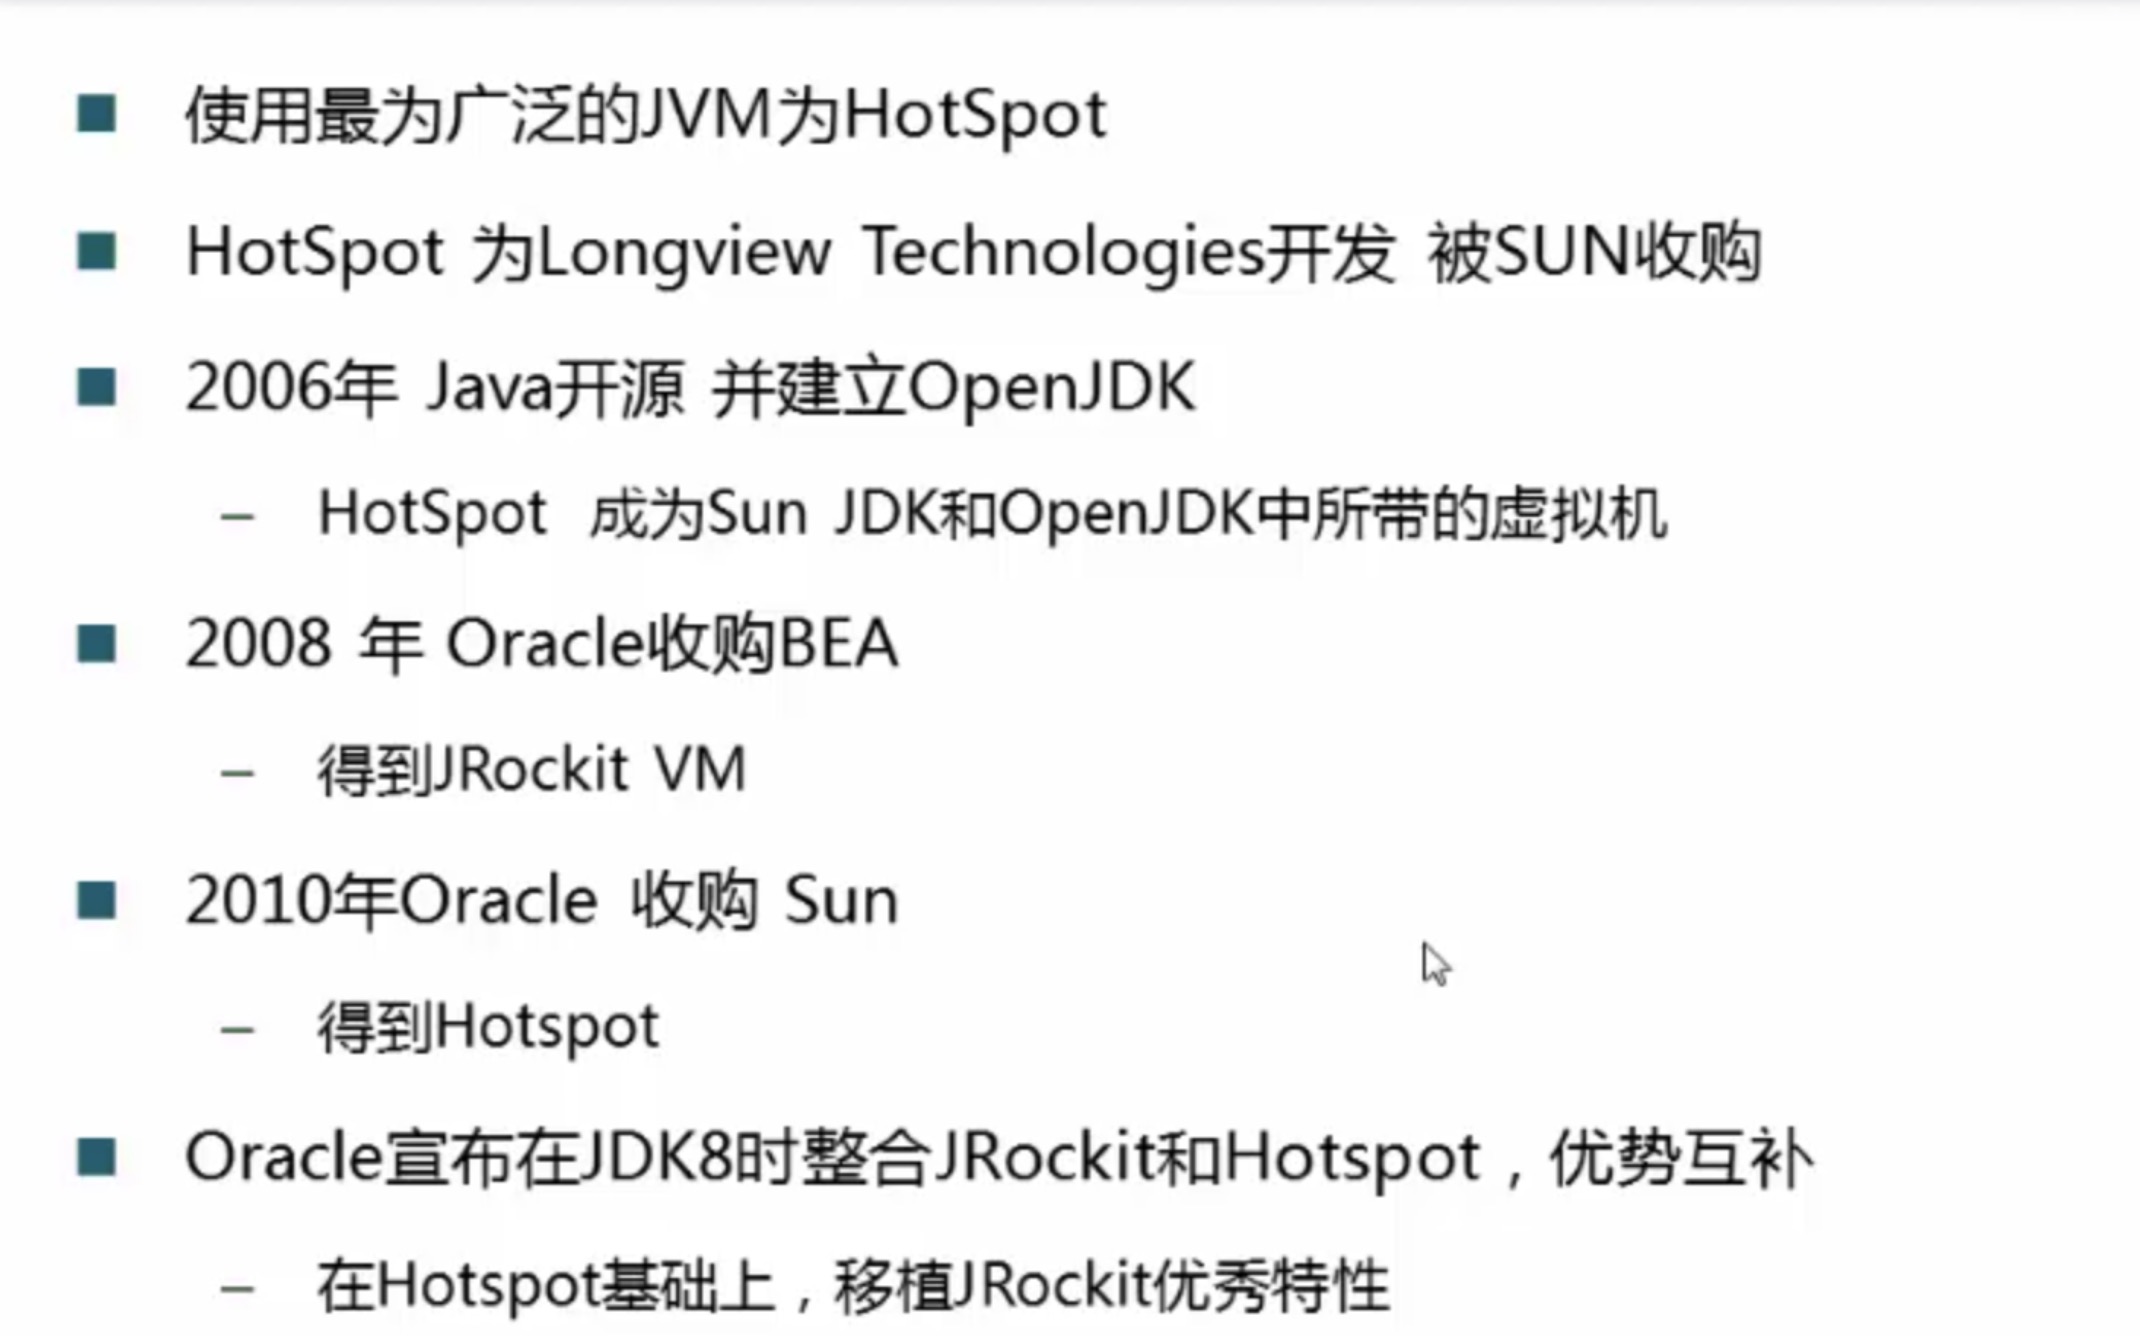 ■ 使用最为广泛的JVM为HotSpot
■ HotSpot 为Longview Technologies开发 被SUN收购
■ 2006年 Java开源 并建立OpenJDK
– HotSpot 成为Sun JDK和OpenJDK中所带的虚拟机
■ 2008 年 Oracle收购BEA
– 得到JRockit VM
■ 2010年Oracle 收购 Sun
– 得到Hotspot
■ Oracle宣布在JDK8时整合JRockit和Hotspot，优势互补
– 在Hotspot基础上，移植JRockit优秀特性